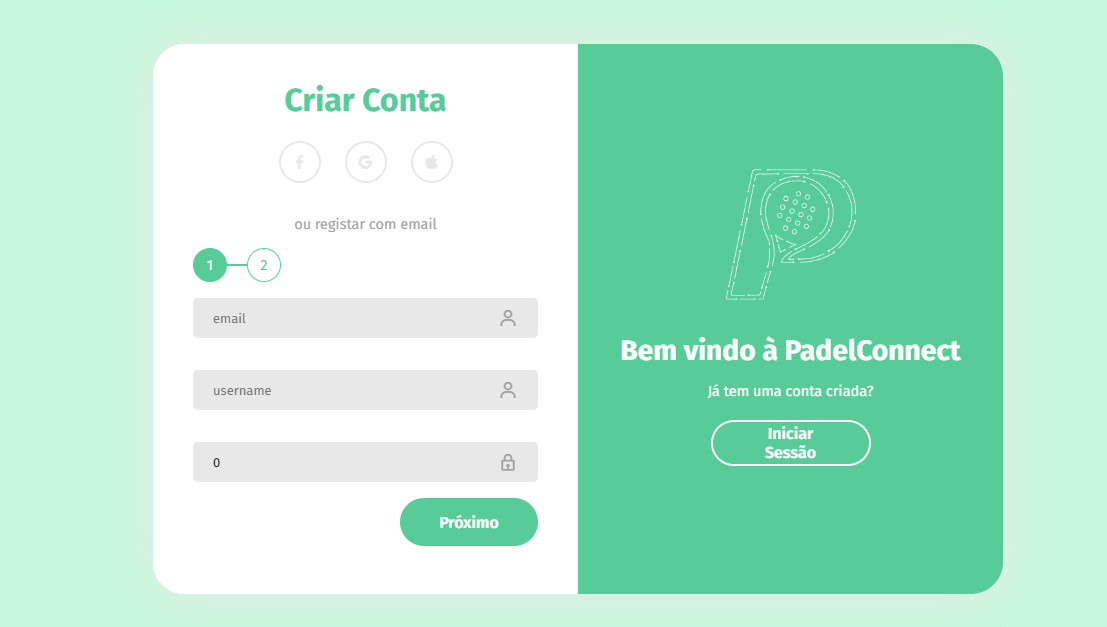 Criar Conta
ou registar com email
1 2
email
username
0
Próximo
Bem vindo à PadelConnect
Já tem uma conta criada?
Iniciar
Sessão